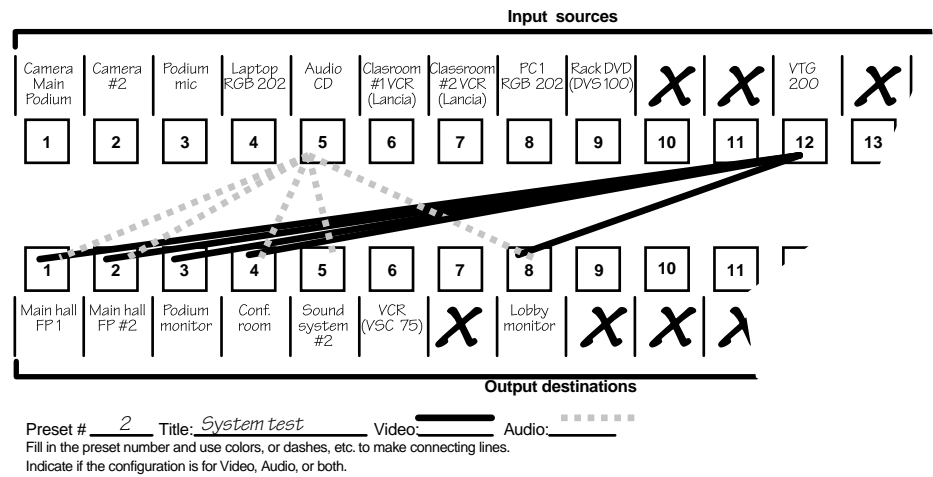 Input sources
Camera Main Podium
Camera #2
Podium mic
Laptop RGB 202
Audio CD
Clasroom #1 VCR (Lancia)
Classroom #2 VCR (Lancia)
PC 1 RGB 202
Rack DVD (DVS 100)
X
X
VTG 200
X
1 2 3 4 5 6 7 8 9 10 11 12 13
1 2 3 4 5 6 7 8 9 10 11
Main hall FP 1
Main hall FP #2
Podium monitor
Conf. room
Sound system #2
VCR (VSC 75)
X
Lobby monitor
X
X
X
Output destinations
Preset # 2 Title: System test Video: Audio:
Fill in the preset number and use colors, or dashes, etc. to make connecting lines.
Indicate if the configuration is for Video, Audio, or both.